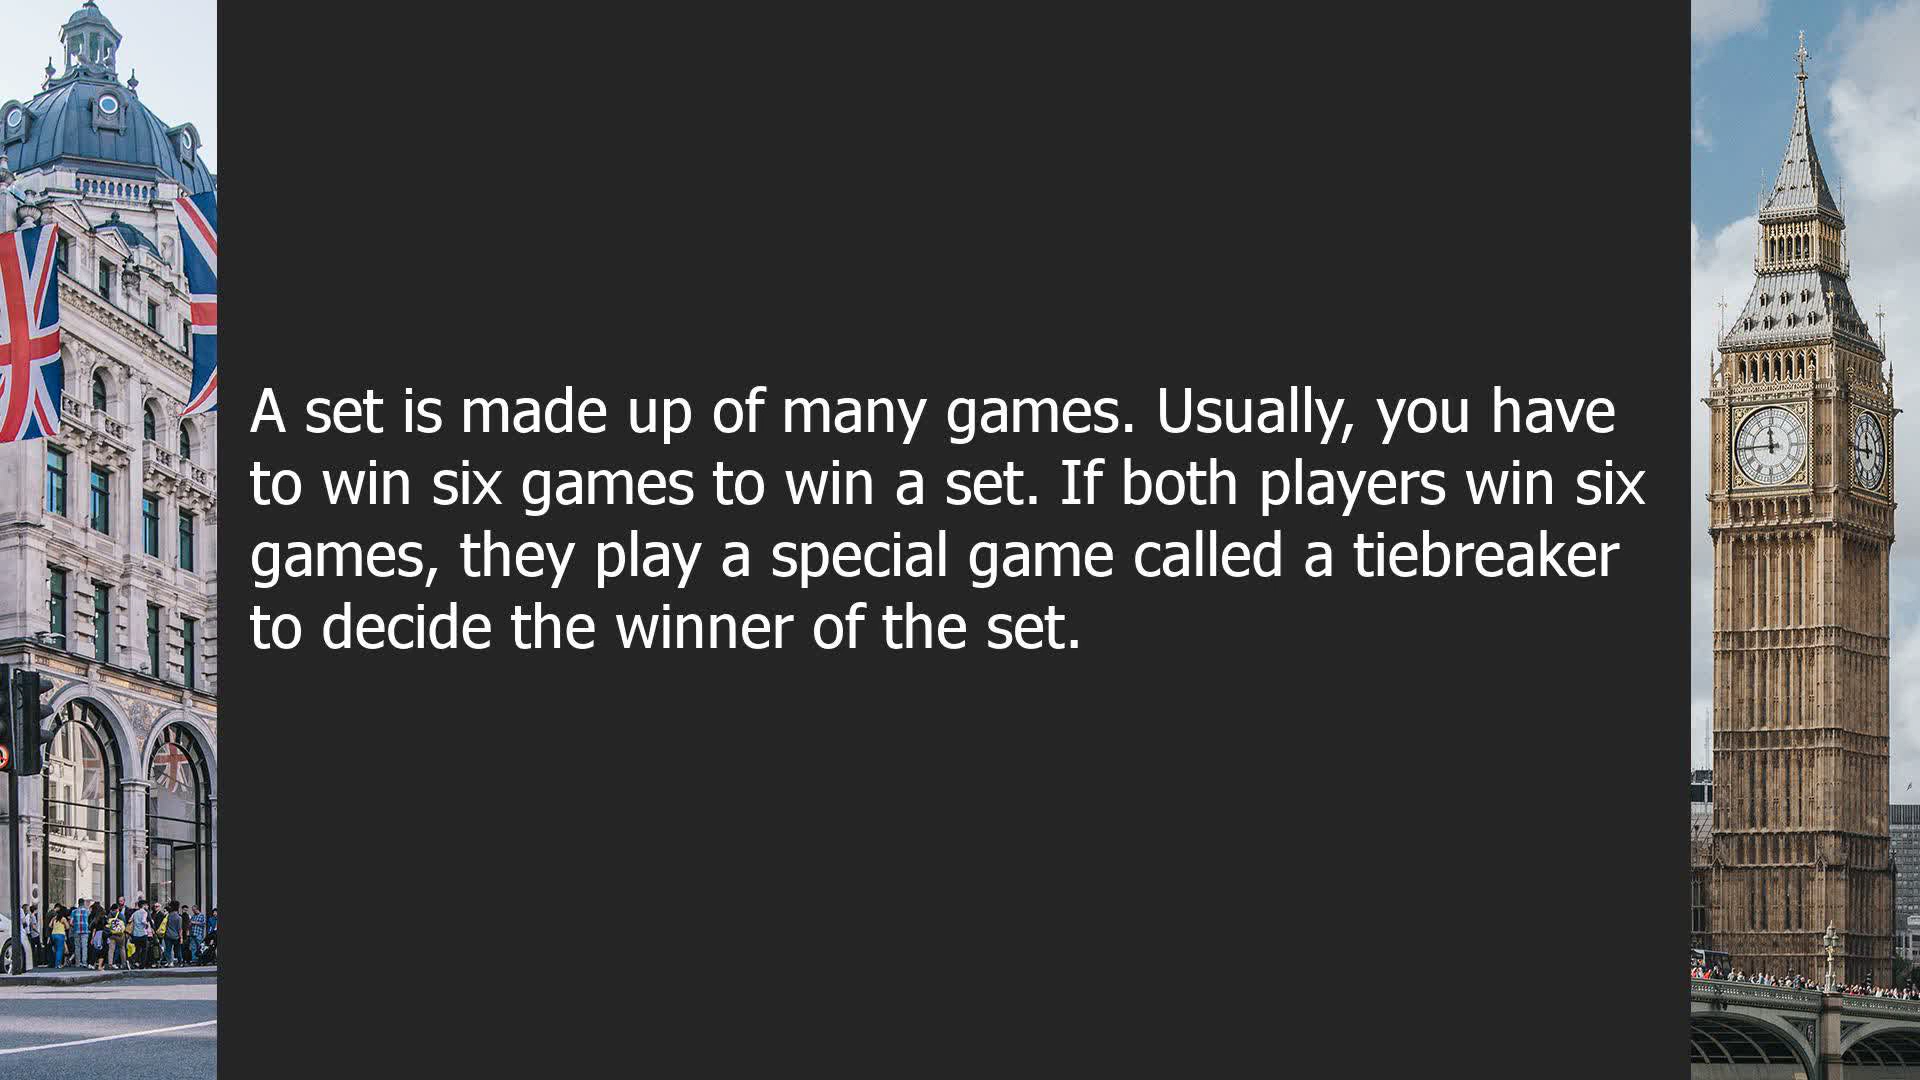 A set is made up of many games. Usually, you have
to win six games to win a set. If both players win six
games, they play a special game called a tiebreaker
to decide the winner of the set.